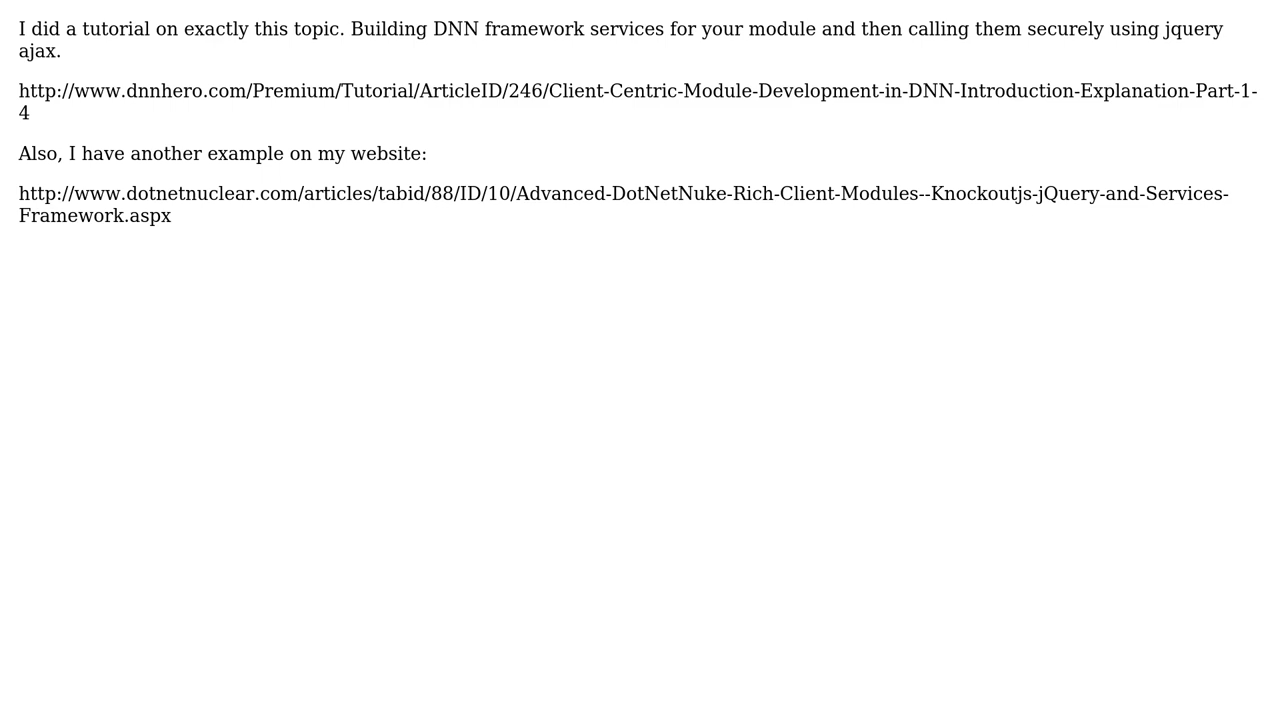 I did a tutorial on exactly this topic. Building DNN framework services for your module and then calling them securely using jquery
ajax.
http://www.dnnhero.com/Premium/Tutorial/ArticleID/246/Client-Centric-Module-Development-in-DNN-Introduction-Explanation-Part-1-
4
Also, I have another example on my website:
http://www.dotnetnuclear.com/articles/tabid/88/ID/10/Advanced-DotNetNuke-Rich-Client-Modules--Knockoutjs-jQuery-and-Services-
Framework.aspx